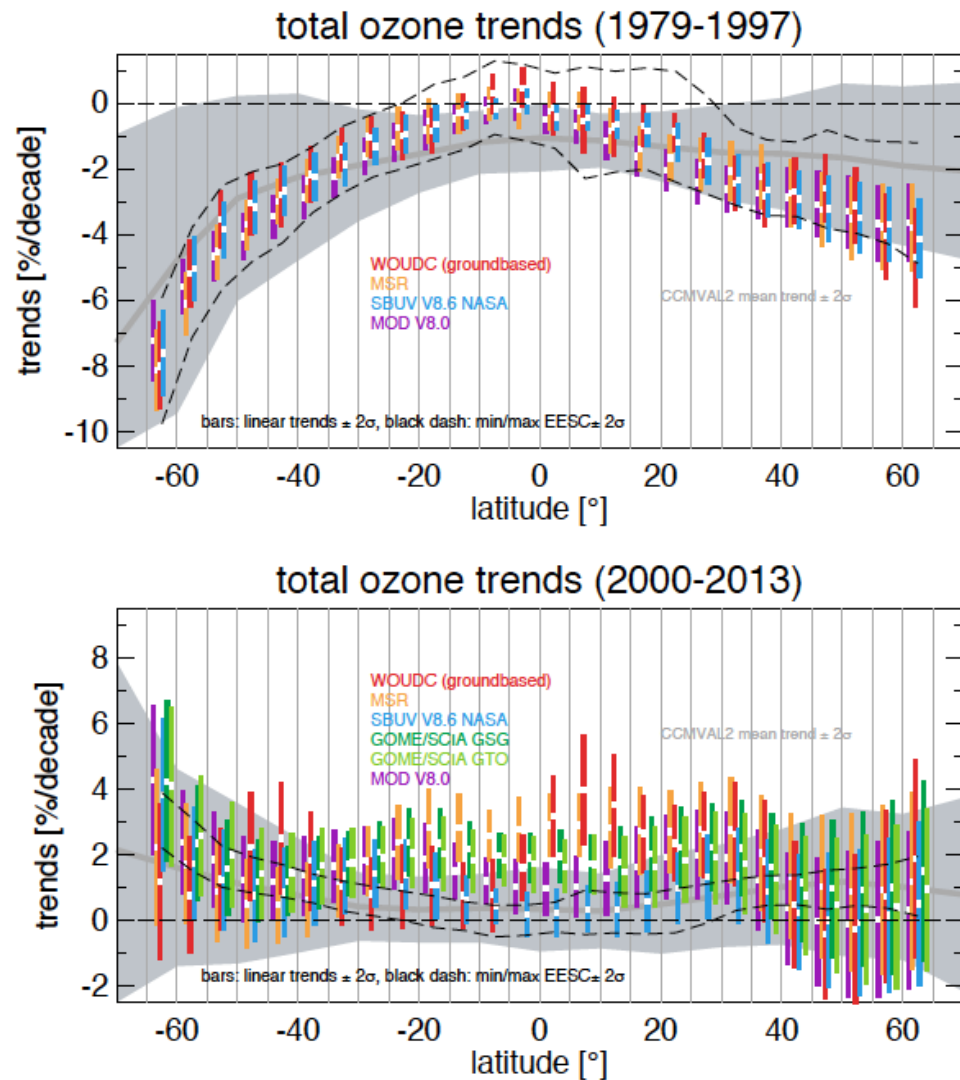 total ozone trends (1979-1997)
trends [%/decade]
0
-2
-4
-6
-8
-10
WOUDC (groundbased)
MSR
SBUV V8.6 NASA
MOD V8.0
CCMVAL2 mean trend ± 2σ
bars: linear trends ± 2σ, black dash: min/max EESC± 2σ
-60 -40 -20 0 20 40 60
latitude [°]
total ozone trends (2000-2013)
trends [%/decade]
8
6
4
2
0
-2
WOUDC (groundbased)
MSR
SBUV V8.6 NASA
GOME/SCIA GSG
GOME/SCIA GTO
MOD V8.0
CCMVAL2 mean trend ± 2σ
bars: linear trends ± 2σ, black dash: min/max EESC± 2σ
-60 -40 -20 0 20 40 60
latitude [°]